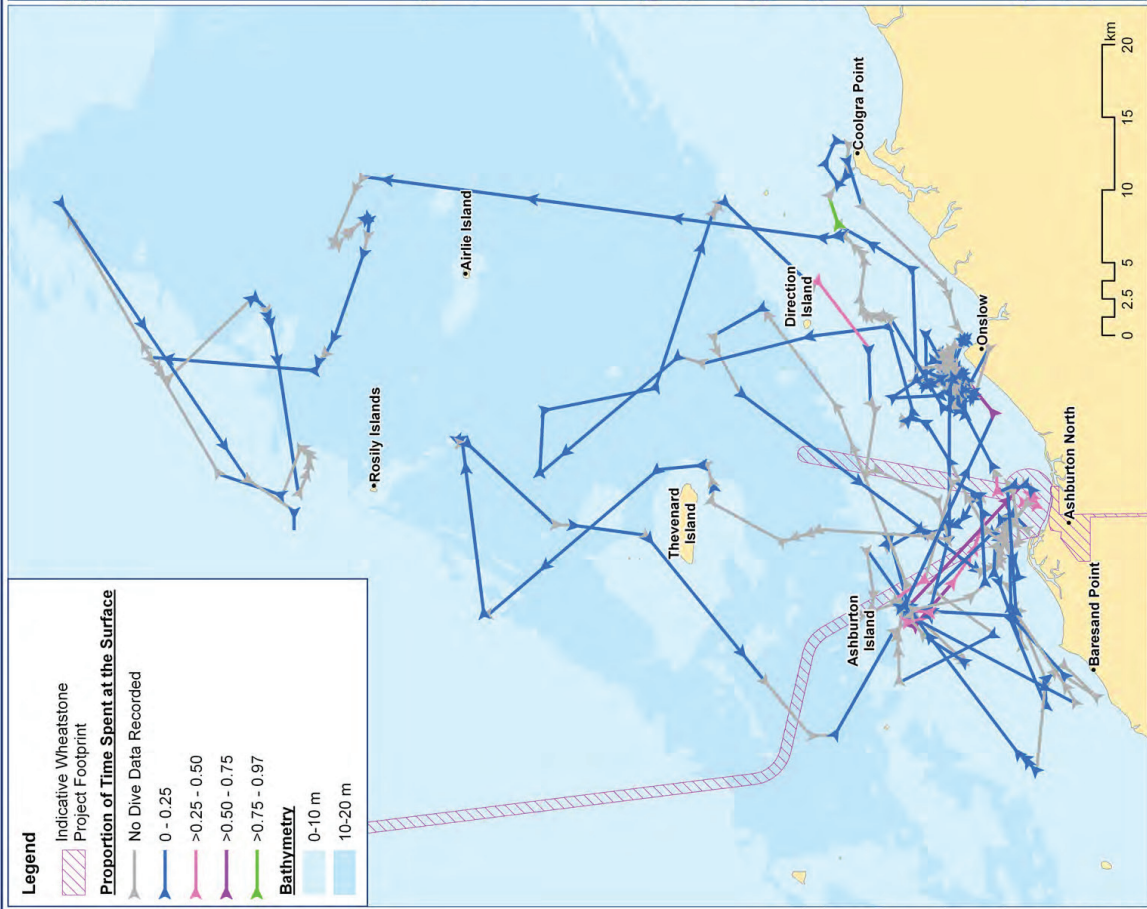 Legend
Indicative Wheatstone
Project Footprint
Proportion of Time Spent at the Surface
No Dive Data Recorded
0 - 0.25
>0.25 - 0.50
>0.50 - 0.75
>0.75 - 0.97
Bathymetry
0-10 m
10-20 m
Rosily Islands
Airlie Island
Thevenard
Island
Direction
Island
Coolgra Point
Ashburton
Island
Onslow
Ashburton North
Baresand Point
km
0 2.5 5 10 15 20